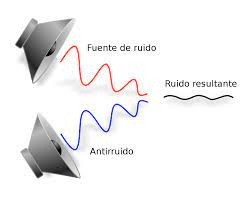 Fuente de ruido
Ruido resultante
Antirruido